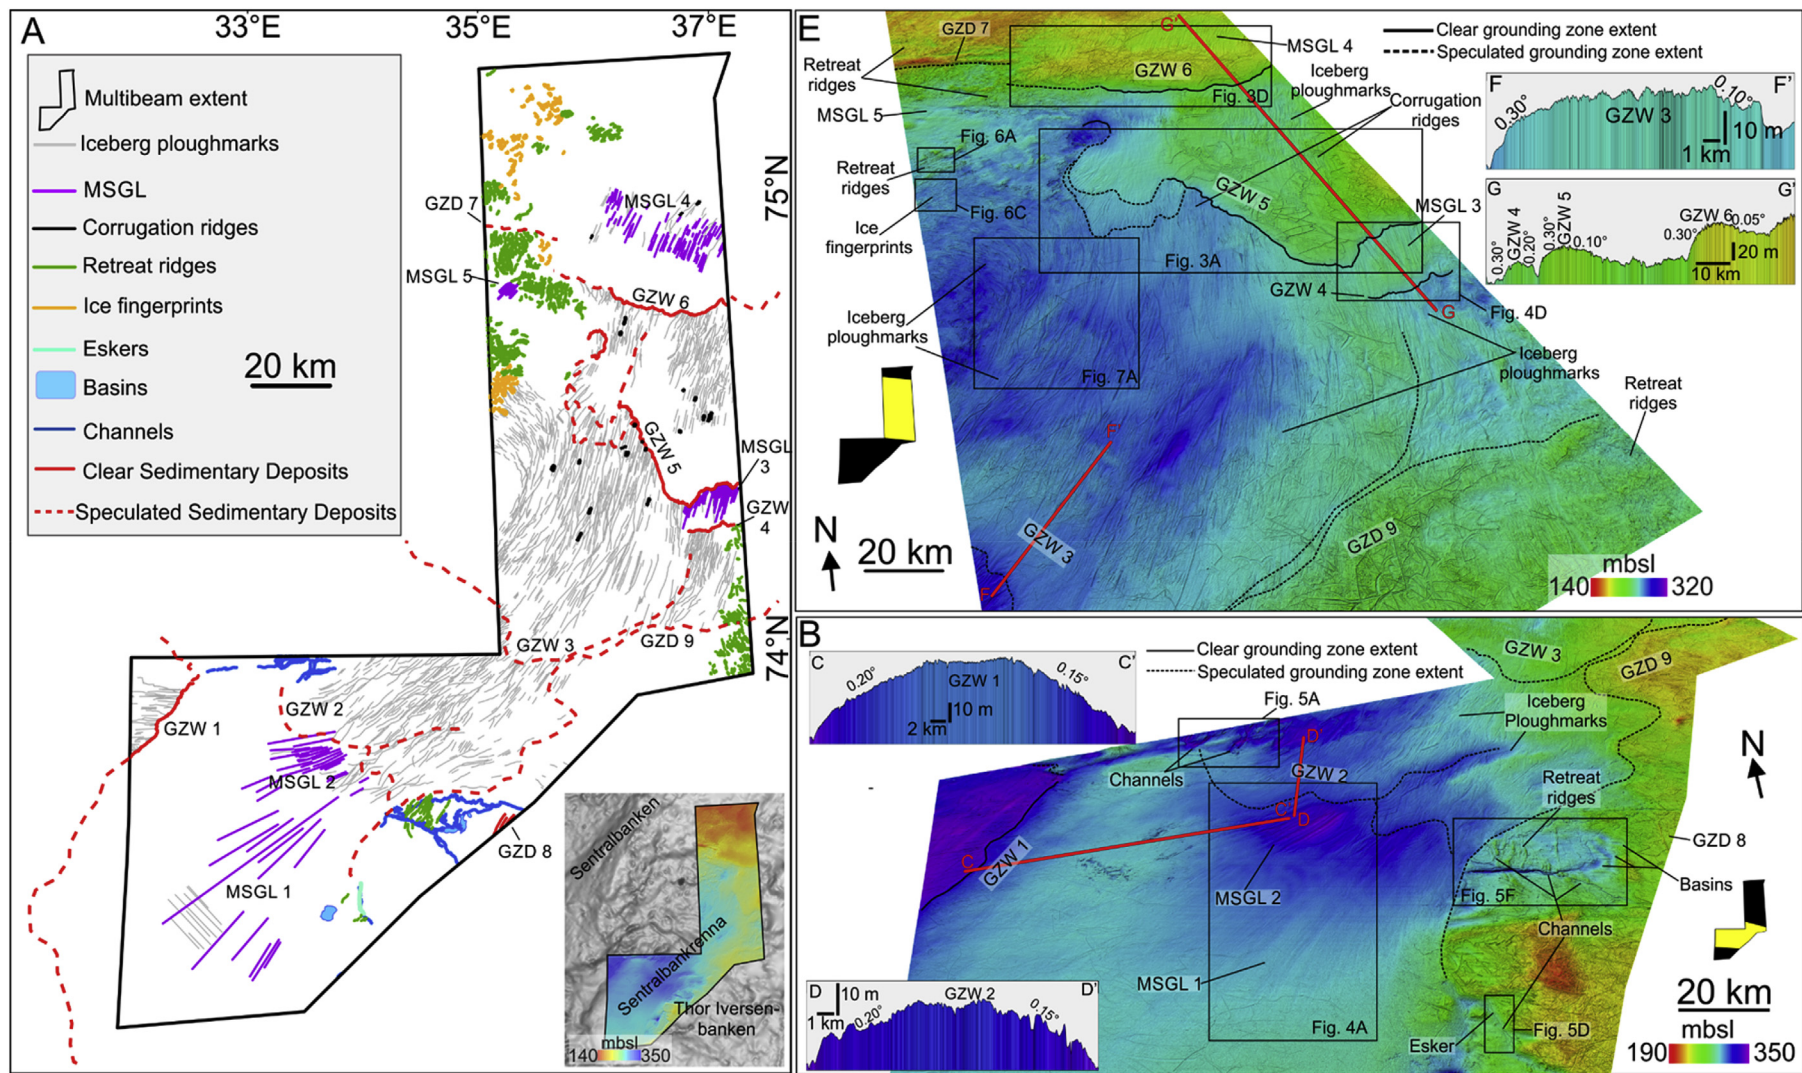 A
33°E
35°E
37°E
75°N
74°N
Multibeam extent
Iceberg ploughmarks
MSGL
Corrugation ridges
Retreat ridges
Ice fingerprints
Eskers
Basins
Channels
Clear Sedimentary Deposits
Speculated Sedimentary Deposits
20 km
GZD 7
MSGL 4
MSGL 5
GZW 6
GZW 5
MSGL
3
GZW
4
GZW 3
GZD 9
GZW 1
GZW 2
MSGL 2
MSGL 1
GZD 8
Sentralbanken
Sentralbankrenna
Thor Iversen-
banken
mbsl
140
350
E
GZD 7
G'
MSGL 4
Clear grounding zone extent
Speculated grounding zone extent
Retreat
ridges
GZW 6
Iceberg
ploughmarks
Fig. 3D
Corrugation
ridges
MSGL 5
Fig. 6A
Retreat
ridges
Fig. 6C
Ice
fingerprints
GZW 5
MSGL 3
Fig. 3A
GZW 4
G
Fig. 4D
Iceberg
ploughmarks
Fig. 7A
Iceberg
ploughmarks
Retreat
ridges
F'
GZW 3
F
GZD 9
N
20 km
mbsl
140
320
F
F'
0.30°
0.10°
GZW 3
10 m
1 km
G
G'
0.30°
GZW 4
0.20°
0.30°
GZW 5
0.10°
0.30°
GZW 6
0.05°
20 m
10 km
B
C
C'
0.20°
0.15°
GZW 1
10 m
2 km
Clear grounding zone extent
Speculated grounding zone extent
GZW 3
GZD 9
Fig. 5A
Iceberg
Ploughmarks
Channels
D'
GZW 2
Retreat
ridges
N
C'
D
C
GZW 1
GZD 8
MSGL 2
Fig. 5F
Basins
Channels
MSGL 1
Fig. 4A
Esker
Fig. 5D
20 km
mbsl
190
350
D
D'
10 m
1 km
0.20°
GZW 2
0.15°